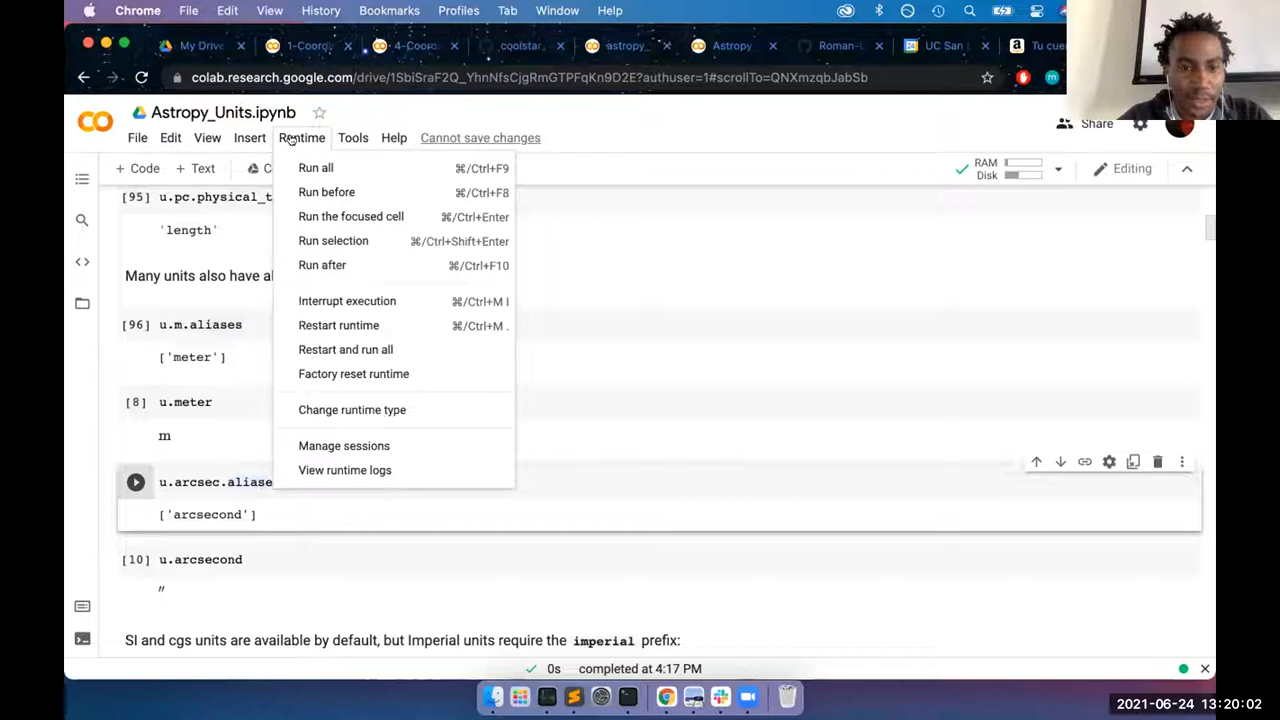 Chrome File Edit View History Bookmarks Profiles Tab Window Help
My Drive 1-Coordi 4-Coord coolstar astropy_ Astropy Roman- UC San Tu cuen
colab.research.google.com/drive/1SbiSraF2Q_YhnNfsCjgRmGTPFqKn9D2E?authuser=1#scrollTo=QNXmzqbJabSb
Astropy_Units.ipynb
File Edit View Insert Runtime Tools Help Cannot save changes
Share
+ Code + Text
RAM
Disk
Editing
Run all ⌘/Ctrl+F9
Run before ⌘/Ctrl+F8
Run the focused cell ⌘/Ctrl+Enter
Run selection ⌘/Ctrl+Shift+Enter
Run after ⌘/Ctrl+F10
Interrupt execution ⌘/Ctrl+M I
Restart runtime ⌘/Ctrl+M .
Restart and run all
Factory reset runtime
Change runtime type
Manage sessions
View runtime logs
[95] u.pc.physical_t
'length'
Many units also have al
[96] u.m.aliases
['meter']
[8] u.meter
m
u.arcsec.aliase
['arcsecond']
[10] u.arcsecond
″
SI and cgs units are available by default, but Imperial units require the imperial prefix:
0s completed at 4:17 PM
2021-06-24 13:20:02